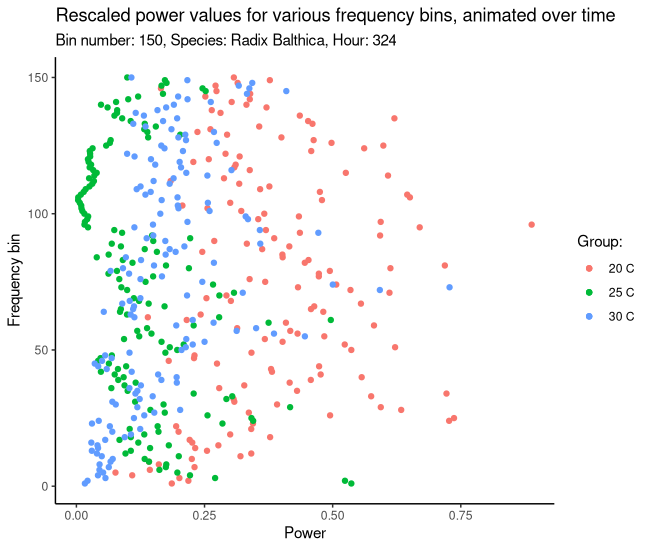 Rescaled power values for various frequency bins, animated over time
Bin number: 150, Species: Radix Balthica, Hour: 324
150
100
50
0
Frequency bin
0.00 0.25 0.50 0.75
Power
Group:
20 C
25 C
30 C